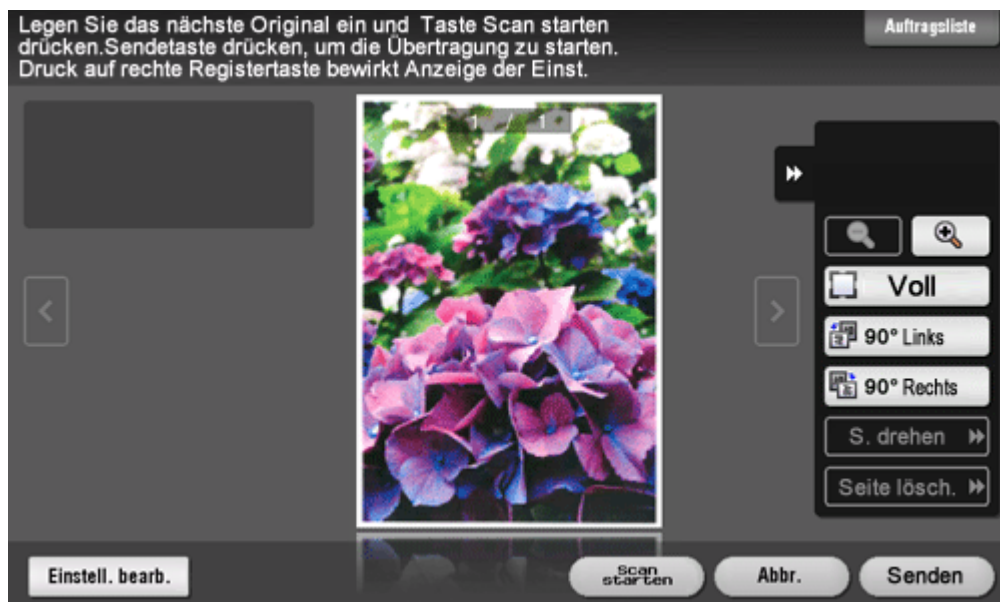 Legen Sie das nächste Original ein und Taste Scan starten
drücken.Sendetaste drücken, um die Übertragung zu starten.
Druck auf rechte Registertaste bewirkt Anzeige der Einst.
Auftragsliste
1 / 1
Voll
90° Links
90° Rechts
S. drehen
Seite lösch.
Einstell. bearb.
Scan
starten
Abbr.
Senden